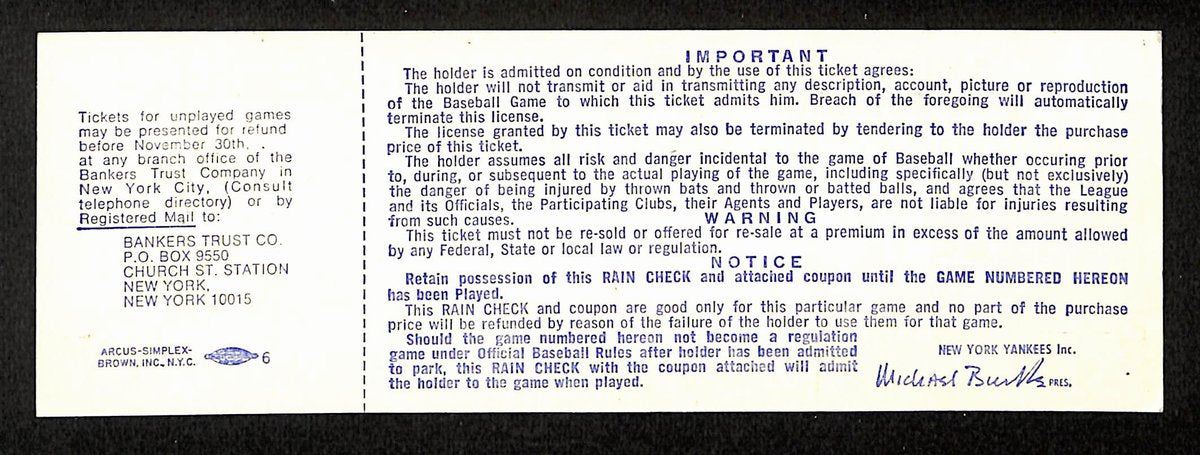 Tickets for unplayed games
may be presented for refund
before November 30th, .
at any branch office of the
Bankers Trust Company in
New York City, (Consult
telephone directory) or by
Registered Mail to:
BANKERS TRUST CO.
P.O. BOX 9550
CHURCH ST. STATION
NEW YORK,
NEW YORK 10015
ARCUS-SIMPLEX-
BROWN, INC., N.Y.C. 6
IMPORTANT
The holder is admitted on condition and by the use of this ticket agrees:
The holder will not transmit or aid in transmitting any description, account, picture or reproduction
of the Baseball Game to which this ticket admits him. Breach of the foregoing will automatically
terminate this license.
The license granted by this ticket may also be terminated by tendering to the holder the purchase
price of this ticket.
The holder assumes all risk and danger incidental to the game of Baseball whether occuring prior
to, during, or subsequent to the actual playing of the game, including specifically (but not exclusively)
the danger of being injured by thrown bats and thrown or batted balls, and agrees that the League
and its Officials, the Participating Clubs, their Agents and Players, are not liable for injuries resulting
from such causes.
WARNING
This ticket must not be re-sold or offered for re-sale at a premium in excess of the amount allowed
by any Federal, State or local law or regulation.
NOTICE
Retain possession of this RAIN CHECK and attached coupon until the GAME NUMBERED HEREON
has been Played.
This RAIN CHECK and coupon are good only for this particular game and no part of the purchase
price will be refunded by reason of the failure of the holder to use them for that game.
Should the game numbered hereon not become a regulation
game under Official Baseball Rules after holder has been admitted
to park, this RAIN CHECK with the coupon attached will admit
the holder to the game when played.
NEW YORK YANKEES Inc.
Michael Burke PRES.